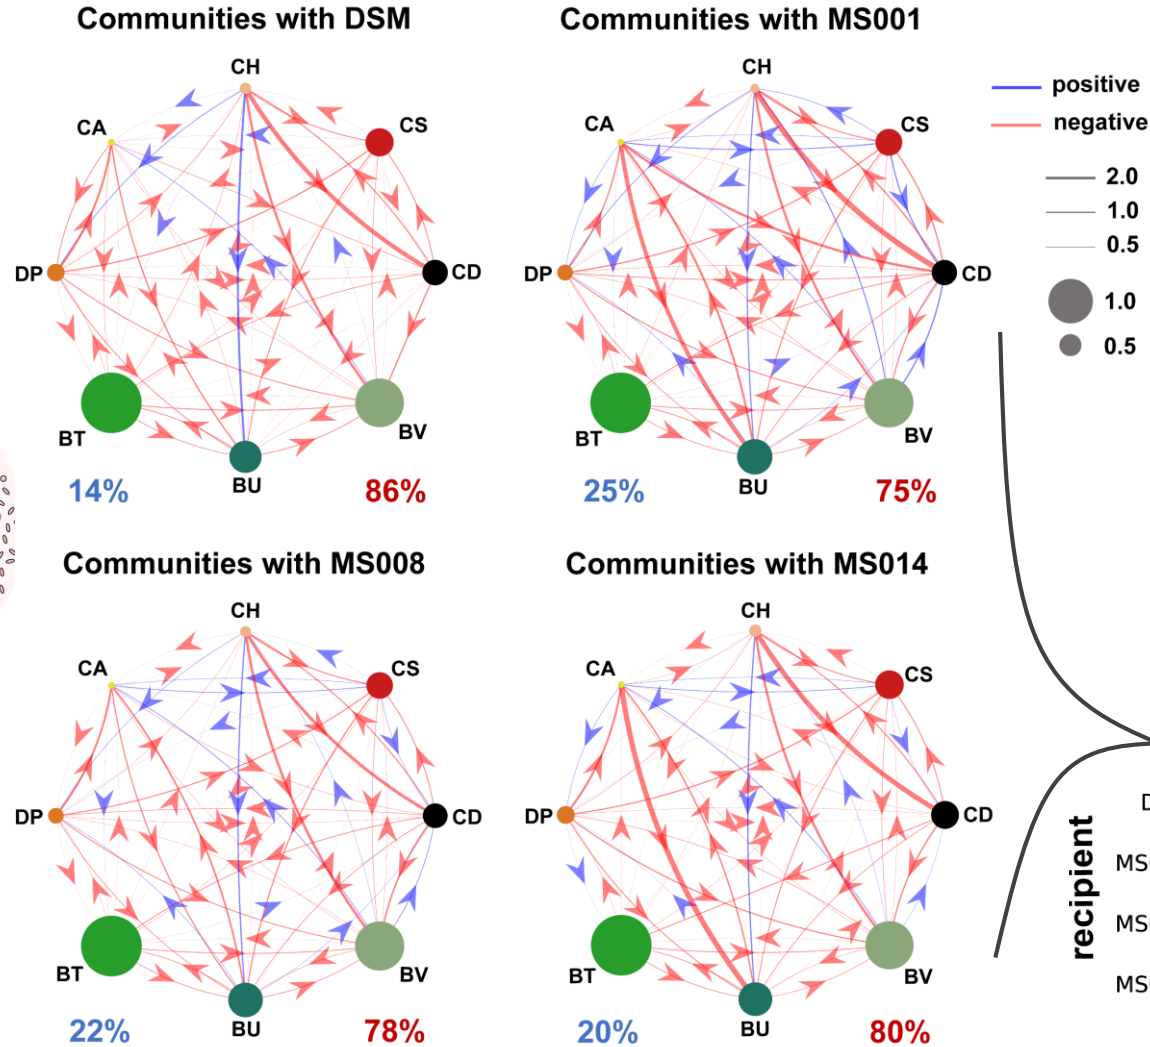 Communities with DSM
CH
CA
CS
DP
CD
BT
BV
BU
14%
86%
Communities with MS001
CH
CA
CS
DP
CD
BT
BV
BU
25%
75%
positive
negative
2.0
1.0
0.5
1.0
0.5
Communities with MS008
CH
CA
CS
DP
CD
BT
BV
BU
22%
78%
Communities with MS014
CH
CA
CS
DP
CD
BT
BV
BU
20%
80%
recipient